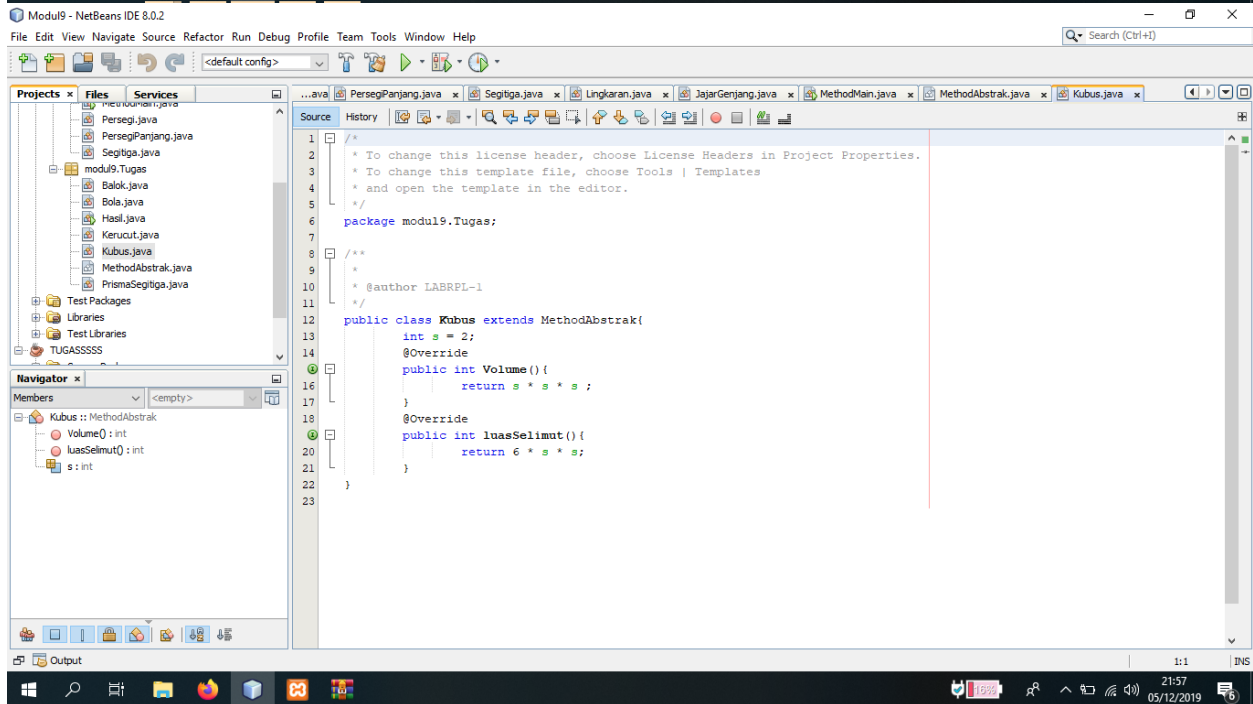 Modul9 - NetBeans IDE 8.0.2
File Edit View Navigate Source Refactor Run Debug Profile Team Tools Window Help
Search (Ctrl+I)
<default config>
Projects x Files Services
MethodMain.java
Persegi.java
PersegiPanjang.java
Segitiga.java
modul9.Tugas
Balok.java
Bola.java
Hasil.java
Kerucut.java
Kubus.java
MethodAbstrak.java
PrismaSegitiga.java
Test Packages
Libraries
Test Libraries
TUGASSSSS
Navigator x
Members <empty>
Kubus :: MethodAbstrak
Volume() : int
luasSelimut() : int
s : int
...ava PersegiPanjang.java x Segitiga.java x Lingkaran.java x JajarGenjang.java x MethodMain.java x MethodAbstrak.java x Kubus.java x
Source History
1 /*
2 * To change this license header, choose License Headers in Project Properties.
3 * To change this template file, choose Tools | Templates
4 * and open the template in the editor.
5 */
6 package modul9.Tugas;
7
8 /**
9 *
10 * @author LABRPL-1
11 */
12 public class Kubus extends MethodAbstrak{
13 int s = 2;
14 @Override
public int Volume(){
16 return s * s * s ;
17 }
18 @Override
public int luasSelimut(){
20 return 6 * s * s;
21 }
22 }
23
Output
1:1 INS
16%
21:57
05/12/2019
6